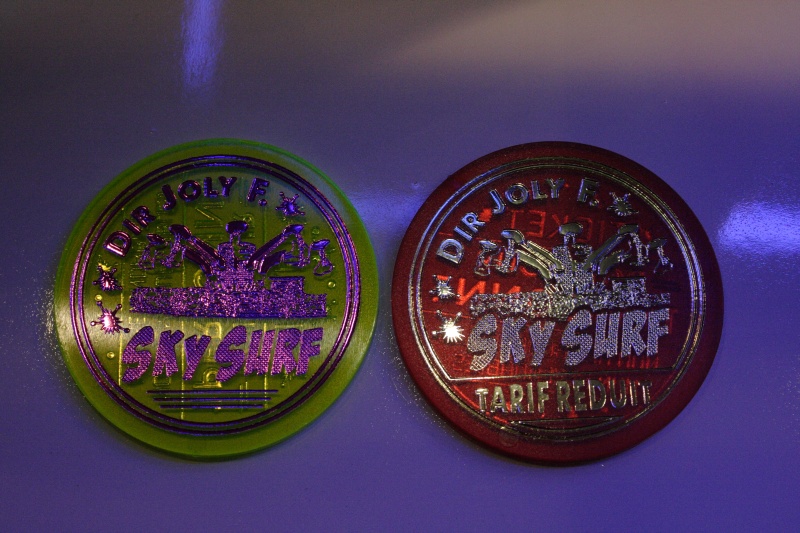 DIR JOLY F.
SKY SURF
DIR JOLY F.
SKY SURF
TARIF REDUIT